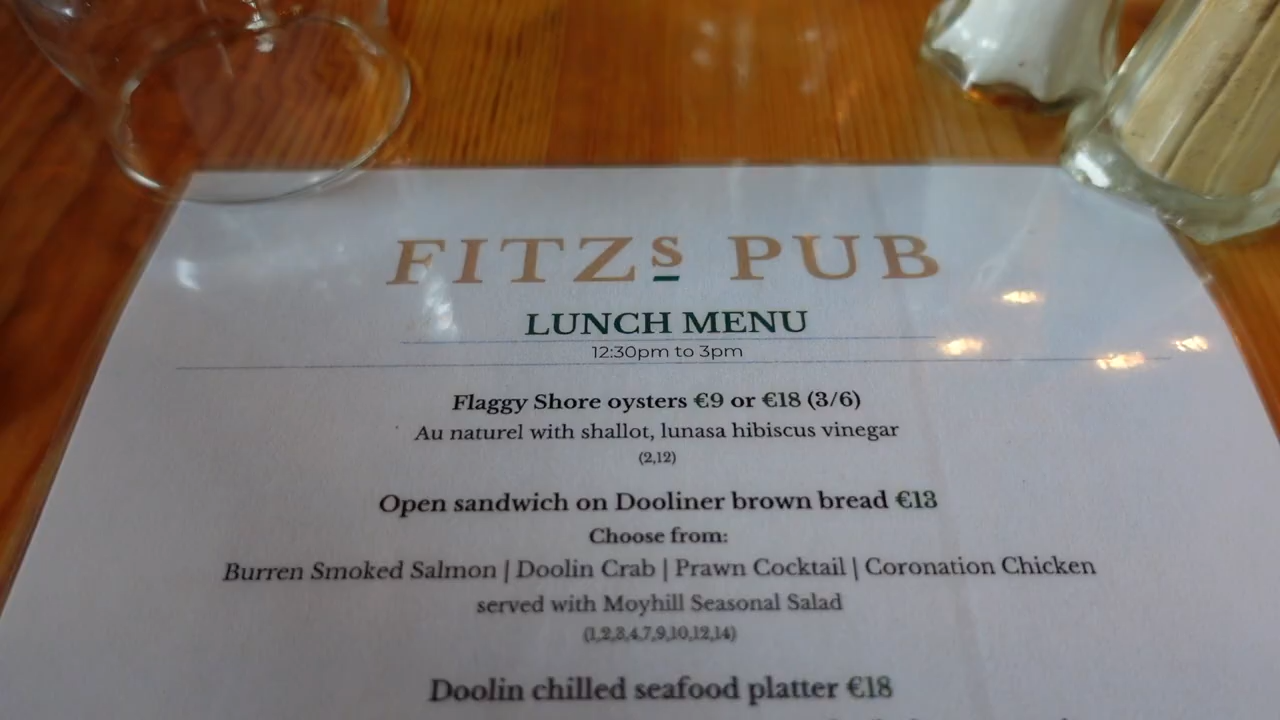 FITZs PUB
LUNCH MENU
12:30pm to 3pm
Flaggy Shore oysters €9 or €18 (3/6)
Au naturel with shallot, lunasa hibiscus vinegar
(2,12)
Open sandwich on Dooliner brown bread €13
Choose from:
Burren Smoked Salmon | Doolin Crab | Prawn Cocktail | Coronation Chicken
served with Moyhill Seasonal Salad
(1,2,3,4,7,9,10,12,14)
Doolin chilled seafood platter €18